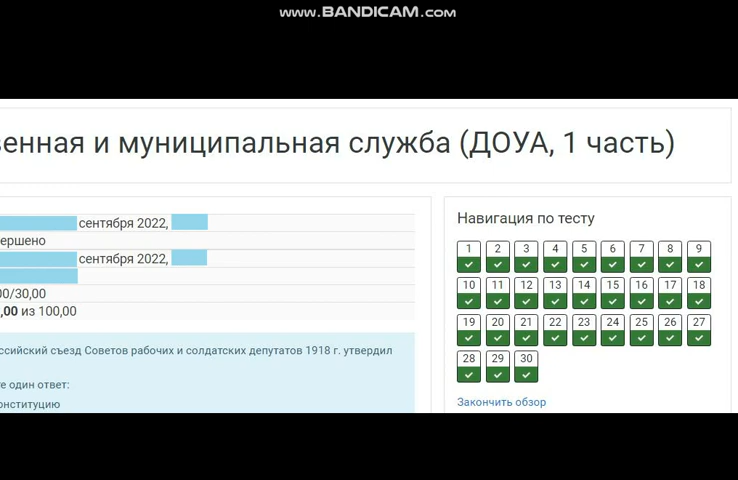 www.BANDICAM.com
венная и муниципальная служба (ДОУА, 1 часть)
сентября 2022,
ершено
сентября 2022,
00/30,00
,00 из 100,00
ссийский съезд Советов рабочих и солдатских депутатов 1918 г. утвердил
е один ответ:
онституцию
Навигация по тесту
1 2 3 4 5 6 7 8 9
10 11 12 13 14 15 16 17 18
19 20 21 22 23 24 25 26 27
28 29 30
Закончить обзор